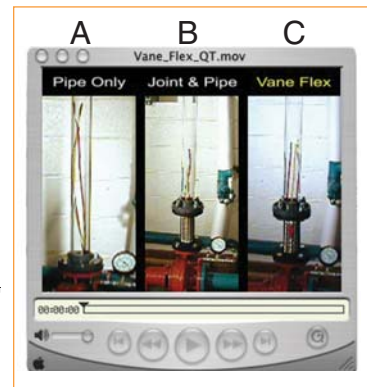 A B C
Vane_Flex_QT.mov
Pipe Only Joint & Pipe Vane Flex
00:00:00